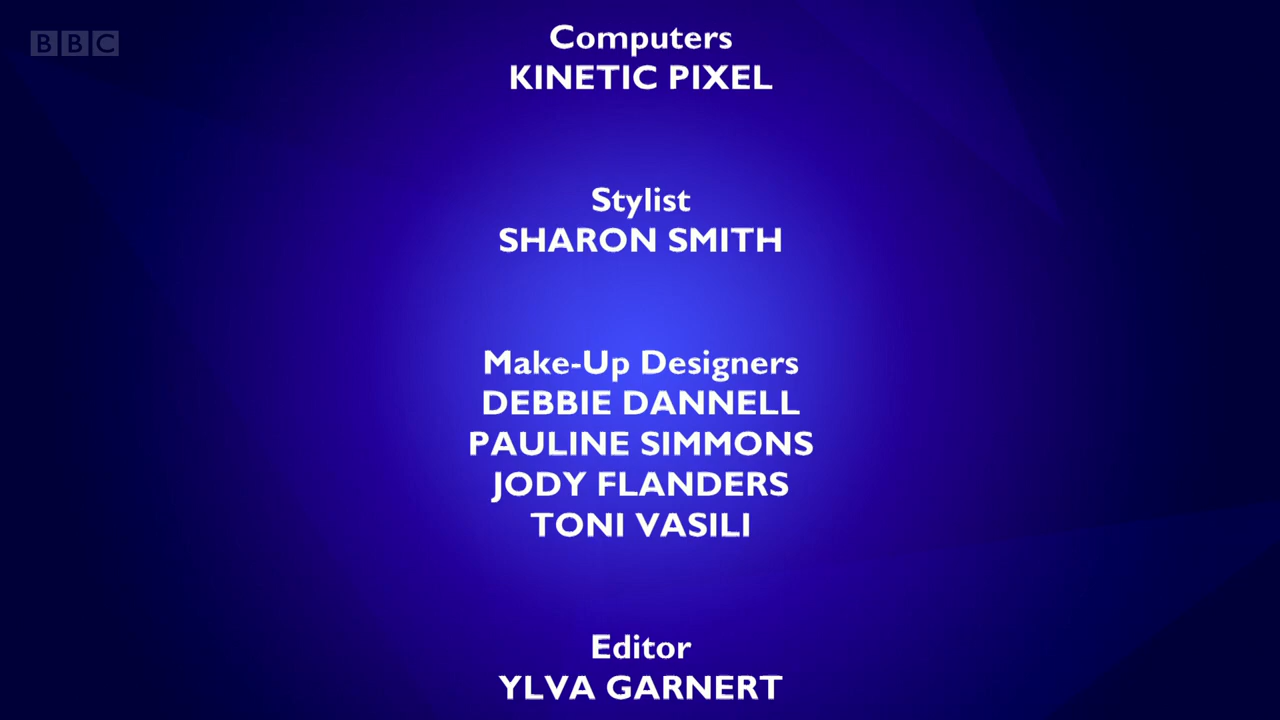 BBC
Computers
KINETIC PIXEL
Stylist
SHARON SMITH
Make-Up Designers
DEBBIE DANNELL
PAULINE SIMMONS
JODY FLANDERS
TONI VASILI
Editor
YLVA GARNERT